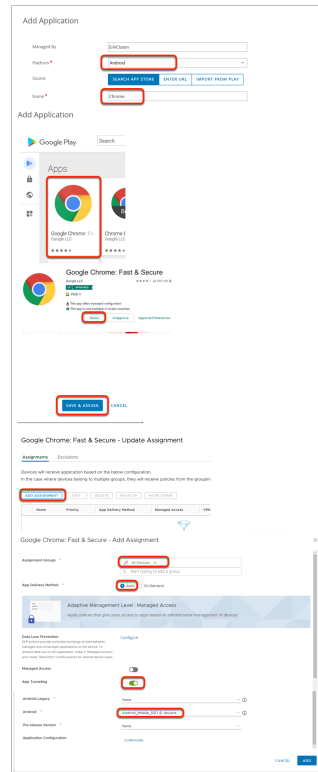 Add Application
Managed By
ErikDutoit
Platform *
Android
Source
SEARCH APP STORE ENTER URL IMPORT FROM PLAY
Name *
Chrome
Add Application
Google Play Search
Apps
Google Chrome: Fa
Google LLC
Chrome B
Google LLC
Google Chrome: Fast & Secure
Google LLC
APPROVED
PEGI 3
This app offers managed configuration
This app is only available in certain countries
Select Unapprove Approval Preferences
SAVE & ASSIGN CANCEL
Google Chrome: Fast & Secure - Update Assignment
Assignments Exclusions
Devices will receive application based on the below configuration.
In the case where devices belong to multiple groups, they will receive policies from the groupin
ADD ASSIGNMENT EDIT DELETE MOVE UP MOVE DOWN
Name Priority App Delivery Method Managed Access VPN
Google Chrome: Fast & Secure - Add Assignment
Assignment Groups *
All Devices
Start typing to add a group
App Delivery Method *
Auto On Demand
Adaptive Management Level : Managed Access
Apply policies that give users access to apps based on administrative management of devices.
Data Loss Prevention
Configure
Managed Access
App Tunneling
Android Legacy *
None
Android *
Pre-release Version *
None
Application Configuration
CONFIGURE
CANCEL ADD